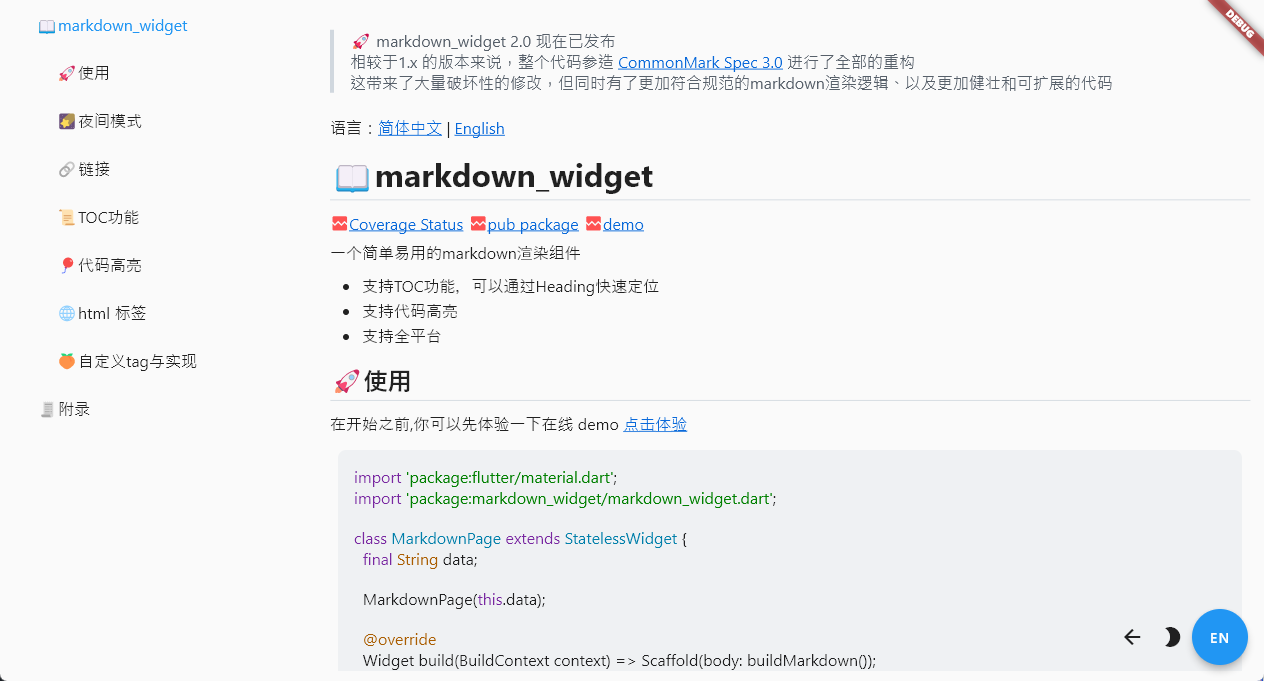 📖markdown_widget
🚀使用
🌠夜间模式
🔗链接
📜TOC功能
🎈代码高亮
🌐html 标签
🍑自定义tag与实现
🧾附录
🚀 markdown_widget 2.0 现在已发布
相较于1.x 的版本来说，整个代码参造 CommonMark Spec 3.0 进行了全部的重构
这带来了大量破坏性的修改，但同时有了更加符合规范的markdown渲染逻辑、以及更加健壮和可扩展的代码
语言：简体中文 | English
📖markdown_widget
Coverage Status pub package demo
一个简单易用的markdown渲染组件
• 支持TOC功能，可以通过Heading快速定位
• 支持代码高亮
• 支持全平台
🚀使用
在开始之前,你可以先体验一下在线 demo 点击体验
import 'package:flutter/material.dart';
import 'package:markdown_widget/markdown_widget.dart';
class MarkdownPage extends StatelessWidget {
  final String data;
  MarkdownPage(this.data);
  @override
  Widget build(BuildContext context) => Scaffold(body: buildMarkdown());
EN
DEBUG